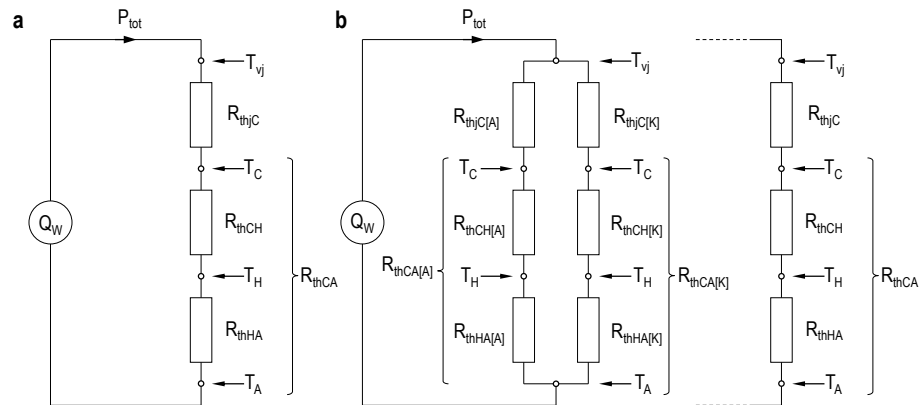 a
P_tot
T_vj
R_thjC
T_C
Q_W
R_thCH
R_thCA
T_H
R_thHA
T_A
b
P_tot
T_vj
R_thjC[A]
R_thjC[K]
T_C
T_C
Q_W
R_thCH[A]
R_thCH[K]
R_thCA[A]
T_H
T_H
R_thCA[K]
R_thHA[A]
R_thHA[K]
T_A
T_vj
R_thjC
T_C
R_thCH
T_H
R_thCA
R_thHA
T_A